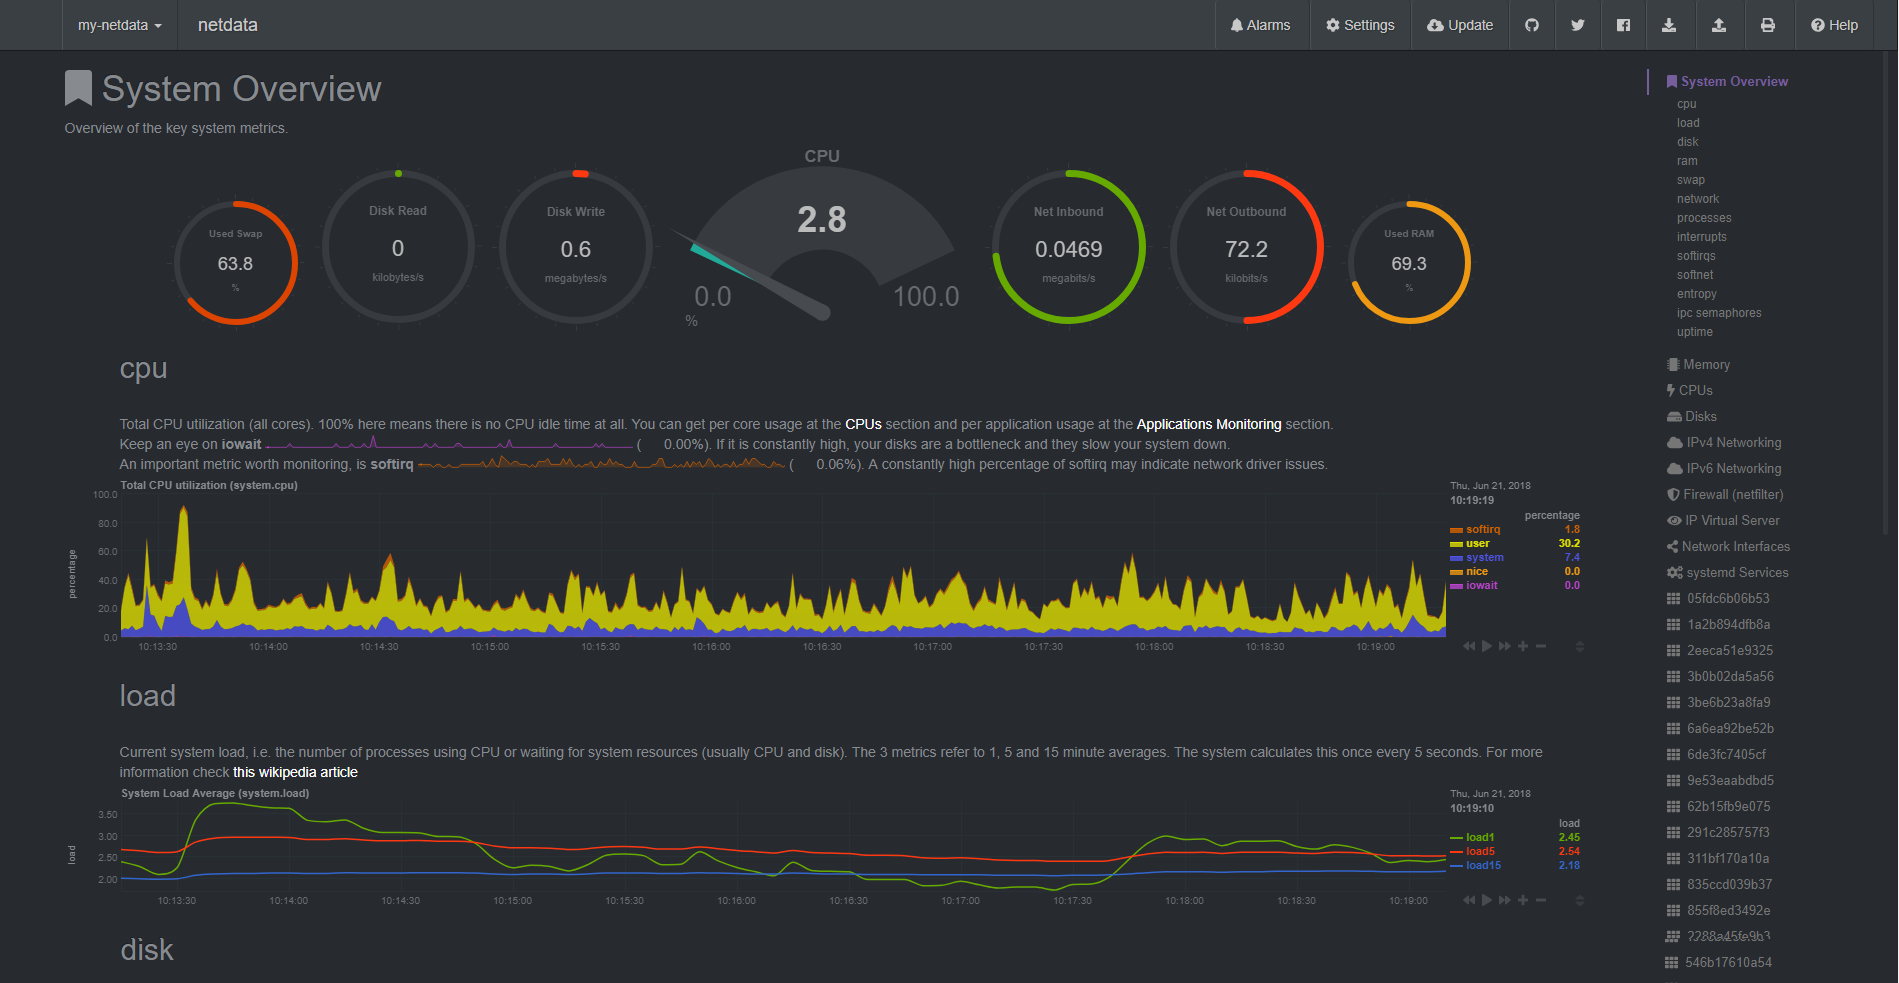 my-netdata
netdata
Alarms
Settings
Update
Help
System Overview
Overview of the key system metrics.
Used Swap
63.8
%
Disk Read
0
kilobytes/s
Disk Write
0.6
megabytes/s
CPU
2.8
0.0
100.0
%
Net Inbound
0.0469
megabits/s
Net Outbound
72.2
kilobits/s
Used RAM
69.3
%
cpu
Total CPU utilization (all cores). 100% here means there is no CPU idle time at all. You can get per core usage at the CPUs section and per application usage at the Applications Monitoring section.
Keep an eye on iowait ( 0.00%). If it is constantly high, your disks are a bottleneck and they slow your system down.
An important metric worth monitoring, is softirq ( 0.06%). A constantly high percentage of softirq may indicate network driver issues.
Total CPU utilization (system.cpu)
percentage
100.0
80.0
60.0
40.0
20.0
0.0
10:13:30 10:14:00 10:14:30 10:15:00 10:15:30 10:16:00 10:16:30 10:17:00 10:17:30 10:18:00 10:18:30 10:19:00
Thu, Jun 21, 2018
10:19:19
percentage
softirq 1.8
user 30.2
system 7.4
nice 0.0
iowait 0.0
load
Current system load, i.e. the number of processes using CPU or waiting for system resources (usually CPU and disk). The 3 metrics refer to 1, 5 and 15 minute averages. The system calculates this once every 5 seconds. For more
information check this wikipedia article
System Load Average (system.load)
load
3.50
3.00
2.50
2.00
10:13:30 10:14:00 10:14:30 10:15:00 10:15:30 10:16:00 10:16:30 10:17:00 10:17:30 10:18:00 10:18:30 10:19:00
Thu, Jun 21, 2018
10:19:10
load
load1 2.45
load5 2.54
load15 2.18
disk
System Overview
cpu
load
disk
ram
swap
network
processes
interrupts
softirqs
softnet
entropy
ipc semaphores
uptime
Memory
CPUs
Disks
IPv4 Networking
IPv6 Networking
Firewall (netfilter)
IP Virtual Server
Network Interfaces
systemd Services
05fdc6b06b53
1a2b894dfb8a
2eeca51e9325
3b0b02da5a56
3be6b23a8fa9
6a6ea92be52b
6de3fc7405cf
9e53eaabdbd5
62b15fb9e075
291c285757f3
311bf170a10a
835ccd039b37
855f8ed3492e
546b17610a54